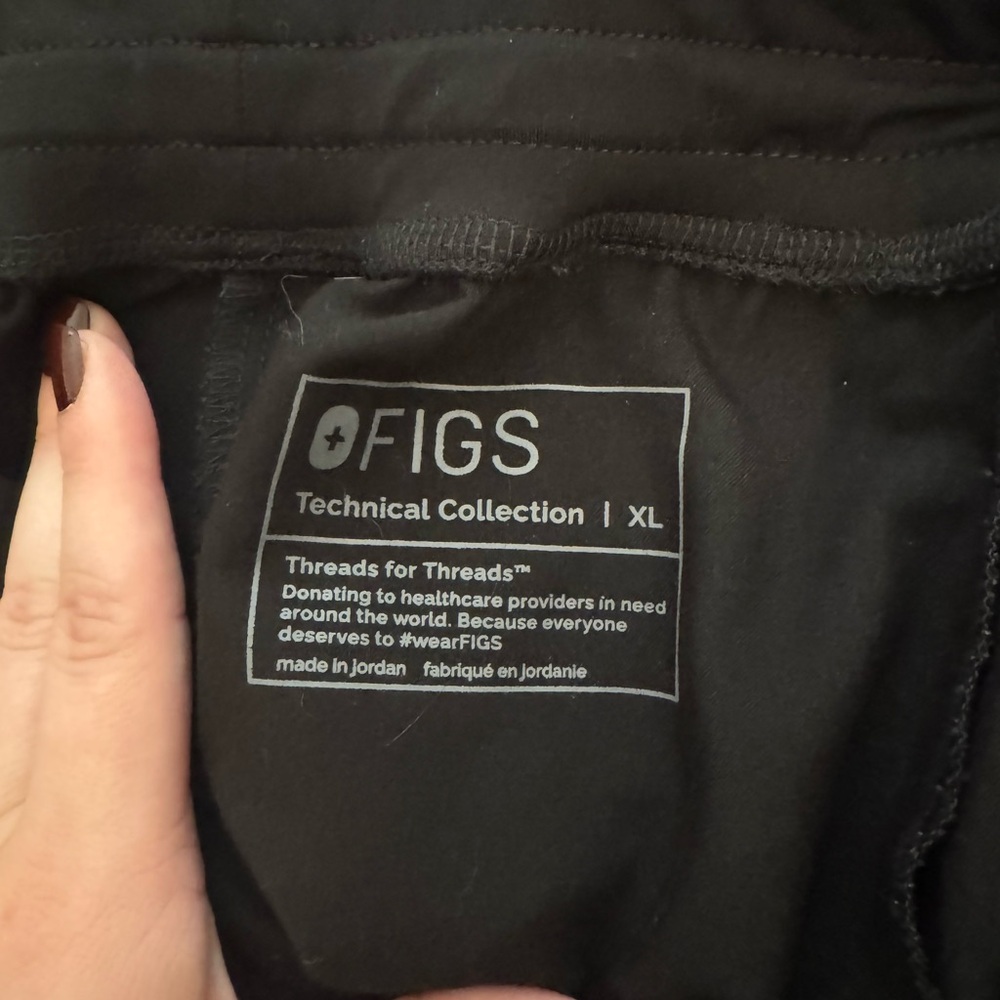 FIGS
Technical Collection | XL
Threads for Threads™
Donating to healthcare providers in need
around the world. Because everyone
deserves to #wearFIGS
made in jordan fabriqué en jordanie